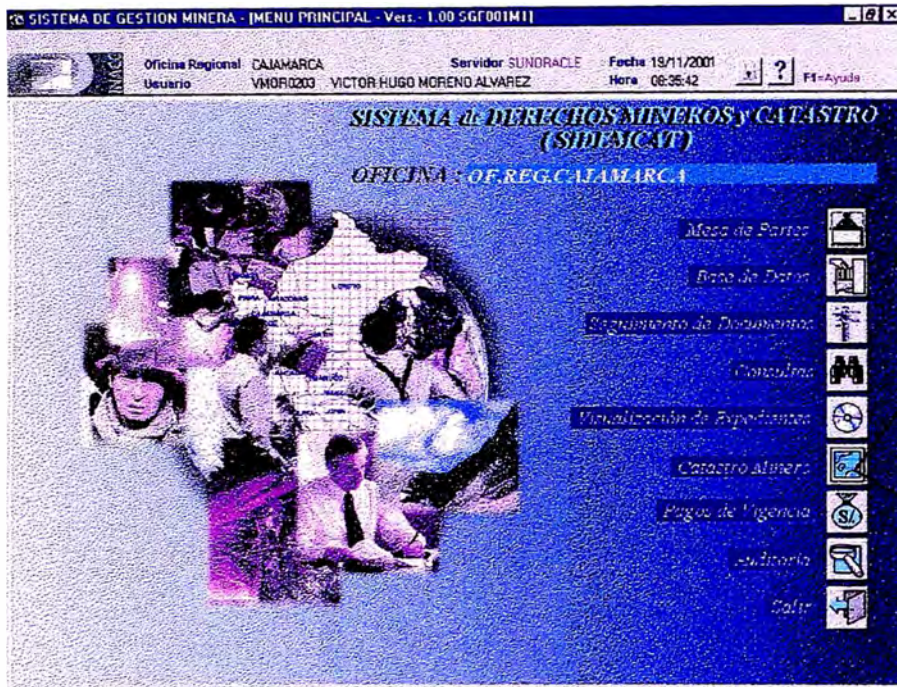 SISTEMA DE GESTION MINERA - [MENU PRINCIPAL - Vers.- 1.00 SGF001M1]
Oficina Regional CAJAMARCA Servidor SUNORACLE Fecha 19/11/2001
Usuario VMOR0203 VICTOR HUGO MORENO ALVAREZ Hora 08:35:42 ? F1=Ayuda
SISTEMA de DERECHOS MINEROS y CATASTRO
( SIDEMCAT )
OFICINA : OF.REG.CAJAMARCA
Mesa de Partes
Base de Datos
Seguimiento de Documentos
LORETO
Consultas
Visualización de Expedientes
Catastro Minero
Pagos de Vigencia
S/.
Auditoria
Salir